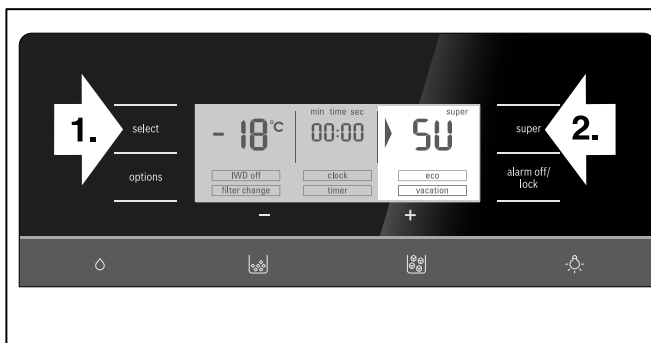 1.
select
options
- 18°C
min time sec
00:00
super
SU
IWD off
filter change
clock
timer
eco
vacation
super
alarm off/
lock
2.
−
+